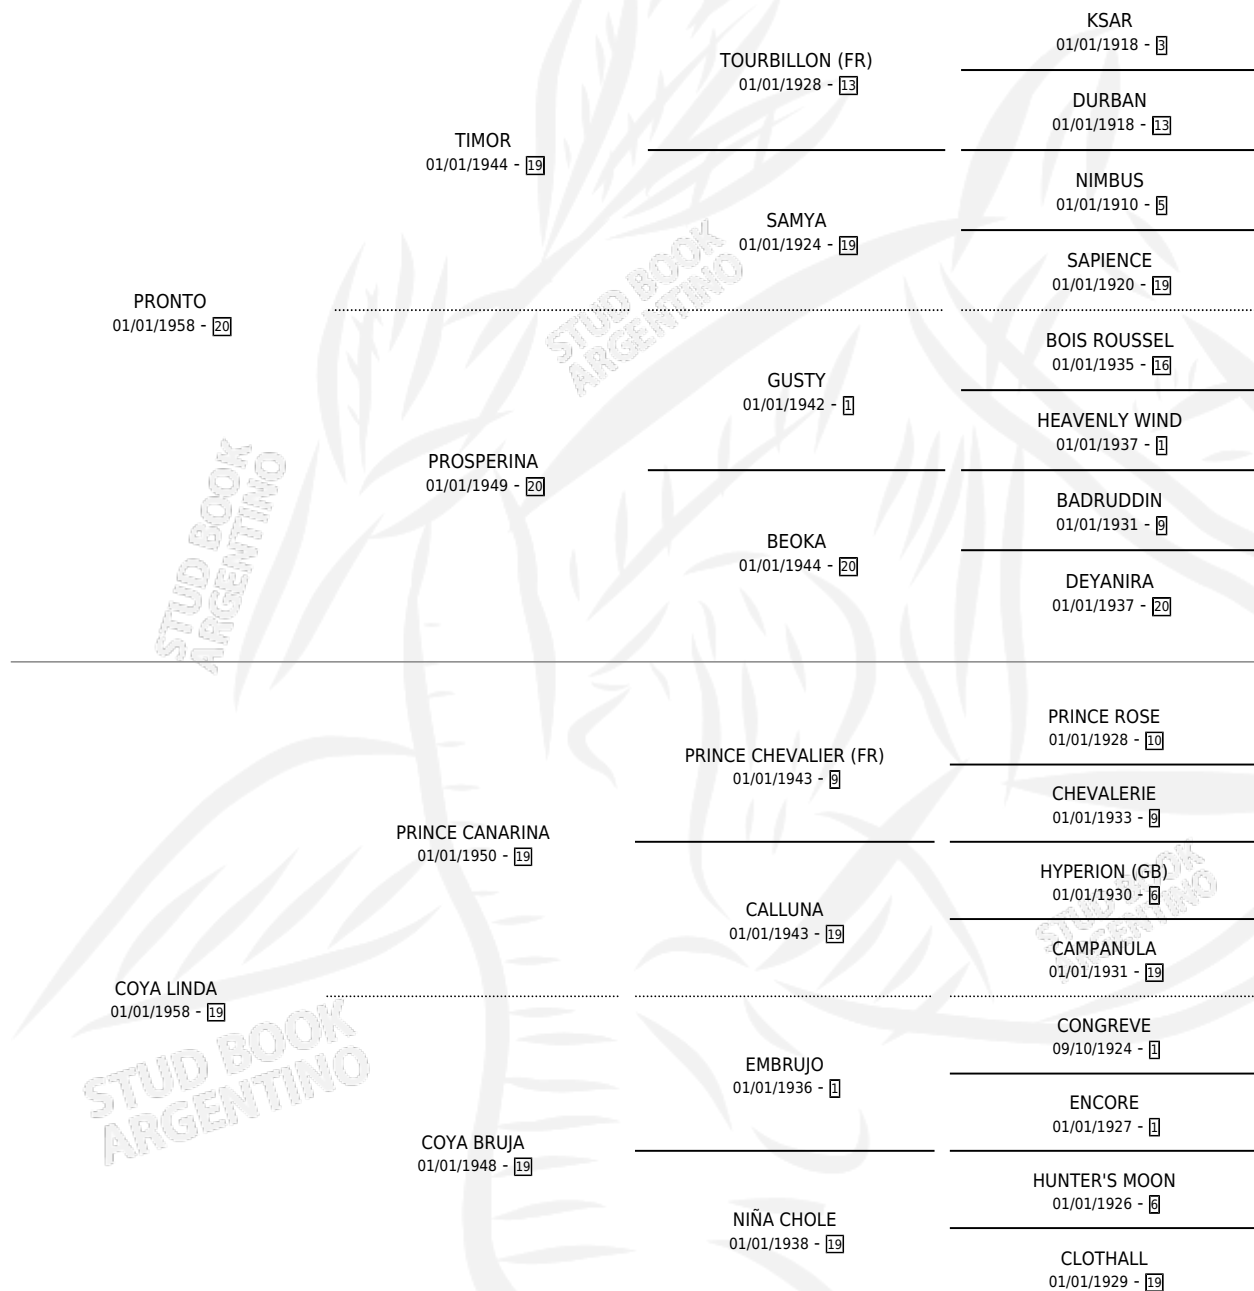 KSAR
01/01/1918 - 3
TOURBILLON (FR)
01/01/1928 - 13
DURBAN
01/01/1918 - 13
TIMOR
01/01/1944 - 19
NIMBUS
01/01/1910 - 5
SAMYA
01/01/1924 - 19
SAPIENCE
01/01/1920 - 19
PRONTO
01/01/1958 - 20
BOIS ROUSSEL
01/01/1935 - 16
GUSTY
01/01/1942 - 1
HEAVENLY WIND
01/01/1937 - 1
PROSPERINA
01/01/1949 - 20
BADRUDDIN
01/01/1931 - 9
BEOKA
01/01/1944 - 20
DEYANIRA
01/01/1937 - 20
PRINCE ROSE
01/01/1928 - 10
PRINCE CHEVALIER (FR)
01/01/1943 - 9
CHEVALERIE
01/01/1933 - 9
PRINCE CANARINA
01/01/1950 - 19
HYPERION (GB)
01/01/1930 - 6
CALLUNA
01/01/1943 - 19
CAMPANULA
01/01/1931 - 19
COYA LINDA
01/01/1958 - 19
CONGREVE
09/10/1924 - 1
EMBRUJO
01/01/1936 - 1
ENCORE
01/01/1927 - 1
COYA BRUJA
01/01/1948 - 19
HUNTER'S MOON
01/01/1926 - 6
NIÑA CHOLE
01/01/1938 - 19
CLOTHALL
01/01/1929 - 19
STUD BOOK
ARGENTINO
STUD BOOK
ARGENTINO
STUD BOOK
ARGENTINO
STUD BOOK
ARGENTINO